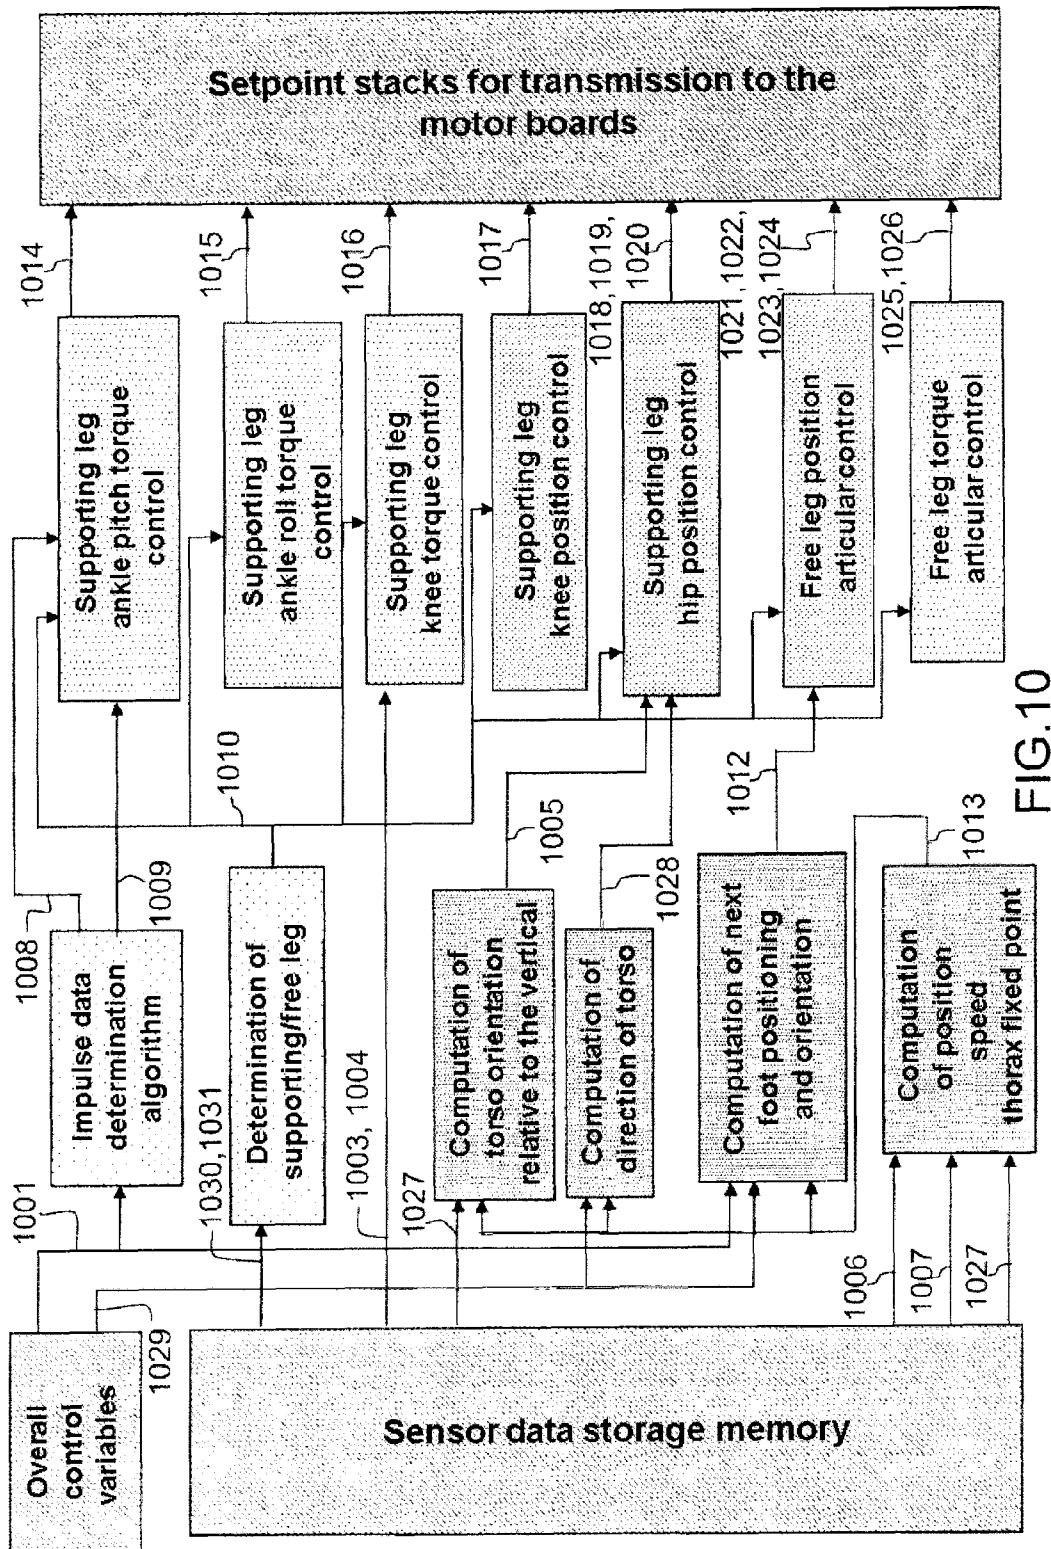 Setpoint stacks for transmission to the
motor boards
1014
1015
1016
1017
1018,1019,
1020
1021,1022,
1023,1024
1025,1026
Supporting leg
ankle pitch torque
control
Supporting leg
ankle roll torque
control
Supporting leg
knee torque control
Supporting leg
knee position control
Supporting leg
hip position control
Free leg position
articular control
Free leg torque
articular control
1008
1009
1010
1005
1028
1012
1013
Impulse data
determination
algorithm
Determination of
supporting/free leg
Computation of
torso orientation
relative to the vertical
Computation of
direction of torso
Computation of next
foot positioning
and orientation
Computation
of position
speed
thorax fixed point
1001
1030,1031
1003, 1004
1027
1006
1007
1027
1029
Overall
control
variables
Sensor data storage memory
FIG.10